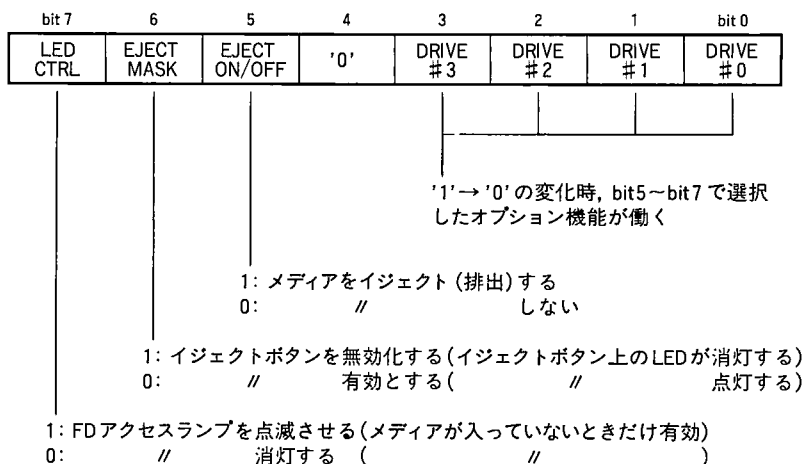 bit 7 6 5 4 3 2 1 bit 0
LED CTRL EJECT MASK EJECT ON/OFF '0' DRIVE #3 DRIVE #2 DRIVE #1 DRIVE #0
'1'→'0'の変化時, bit5~bit7で選択
したオプション機能が働く
1: メディアをイジェクト(排出)する
0: 〃 しない
1: イジェクトボタンを無効化する(イジェクトボタン上のLEDが消灯する)
0: 〃 有効とする( 〃 点灯する)
1: FDアクセスランプを点滅させる(メディアが入っていないときだけ有効)
0: 〃 消灯する ( 〃 )